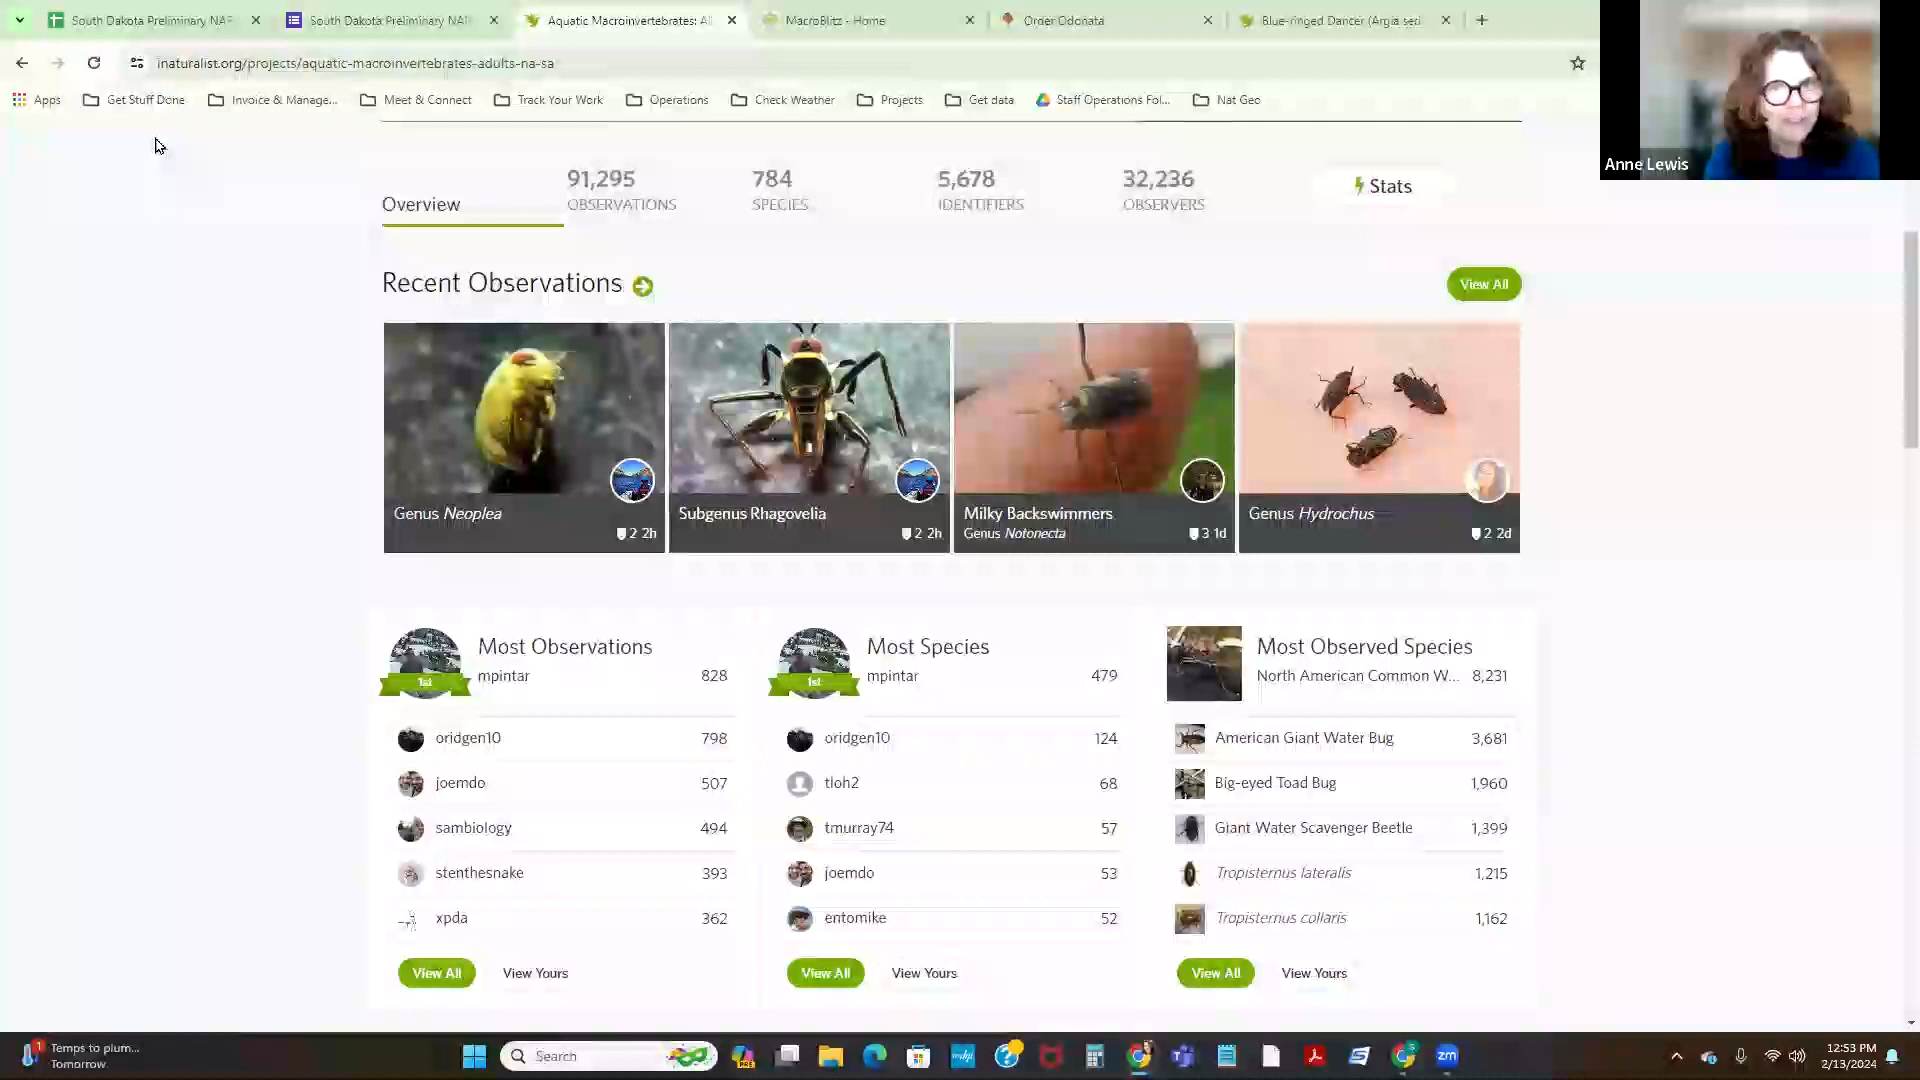 South Dakota Preliminary NAF
South Dakota Preliminary NAI
Aquatic Macroinvertebrates: Al
MacroBlitz - Home
Order Odonata
Blue-ringed Dancer (Argia sed
inaturalist.org/projects/aquatic-macroinvertebrates-adults-na-sa
Apps
Get Stuff Done
Invoice & Manage...
Meet & Connect
Track Your Work
Operations
Check Weather
Projects
Get data
Staff Operations Fol...
Nat Geo
Anne Lewis
Overview
91,295
OBSERVATIONS
784
SPECIES
5,678
IDENTIFIERS
32,236
OBSERVERS
Stats
Recent Observations
View All
Genus Neoplea
2 2h
Subgenus Rhagovelia
2 2h
Milky Backswimmers
Genus Notonecta
3 1d
Genus Hydrochus
2 2d
Most Observations
1st
mpintar 828
oridgen10 798
joemdo 507
sambiology 494
stenthesnake 393
xpda 362
View All View Yours
Most Species
1st
mpintar 479
oridgen10 124
tloh2 68
tmurray74 57
joemdo 53
entomike 52
View All View Yours
Most Observed Species
North American Common W... 8,231
American Giant Water Bug 3,681
Big-eyed Toad Bug 1,960
Giant Water Scavenger Beetle 1,399
Tropisternus lateralis 1,215
Tropisternus collaris 1,162
View All View Yours
1
Temps to plum...
Tomorrow
Search
PRE
zm
12:53 PM
2/13/2024